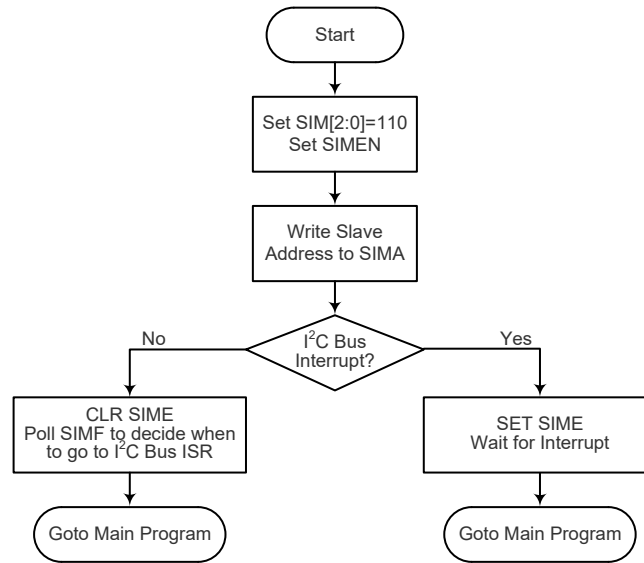 Start
Set SIM[2:0]=110
Set SIMEN
Write Slave
Address to SIMA
I²C Bus
Interrupt?
No
Yes
CLR SIME
Poll SIMF to decide when
to go to I²C Bus ISR
SET SIME
Wait for Interrupt
Goto Main Program
Goto Main Program